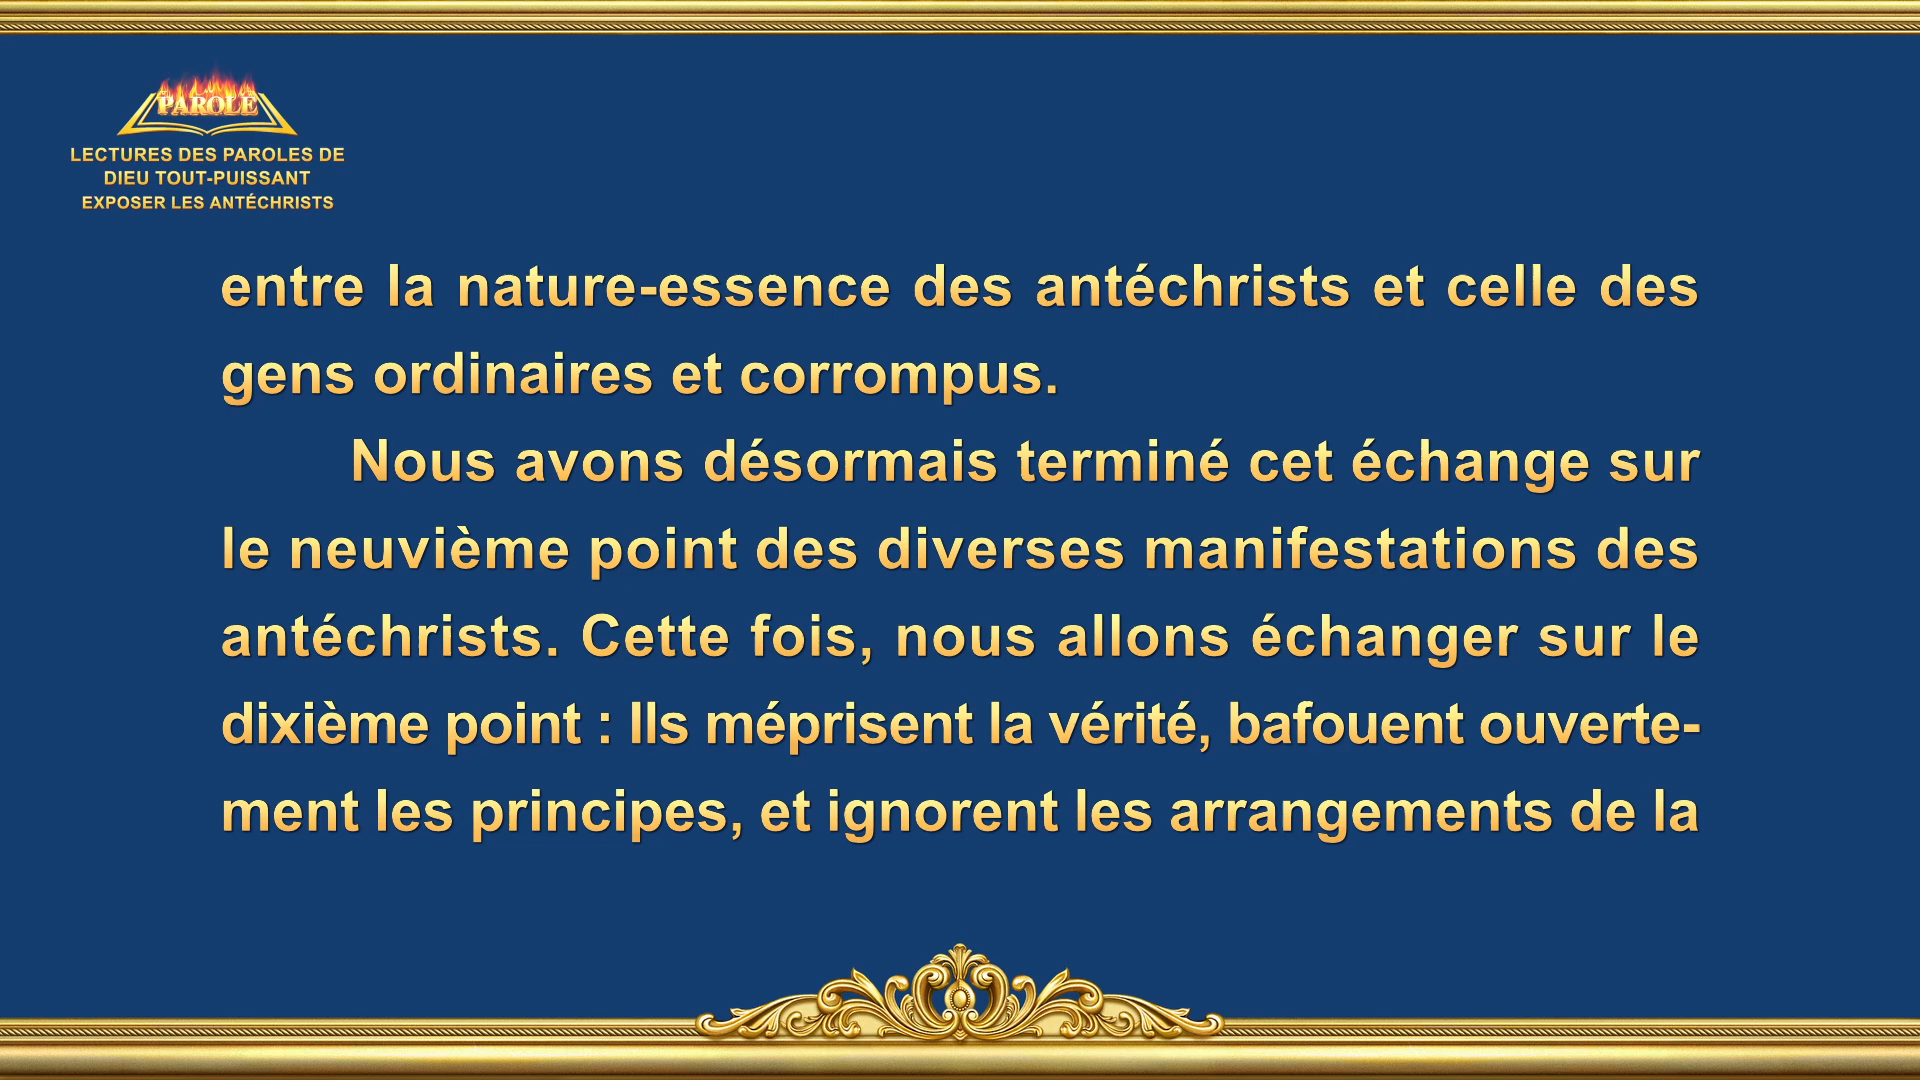 PAROLE
LECTURES DES PAROLES DE
DIEU TOUT-PUISSANT
EXPOSER LES ANTÉCHRISTS
entre la nature-essence des antéchrists et celle des
gens ordinaires et corrompus.
Nous avons désormais terminé cet échange sur
le neuvième point des diverses manifestations des
antéchrists. Cette fois, nous allons échanger sur le
dixième point : Ils méprisent la vérité, bafouent ouverte-
ment les principes, et ignorent les arrangements de la